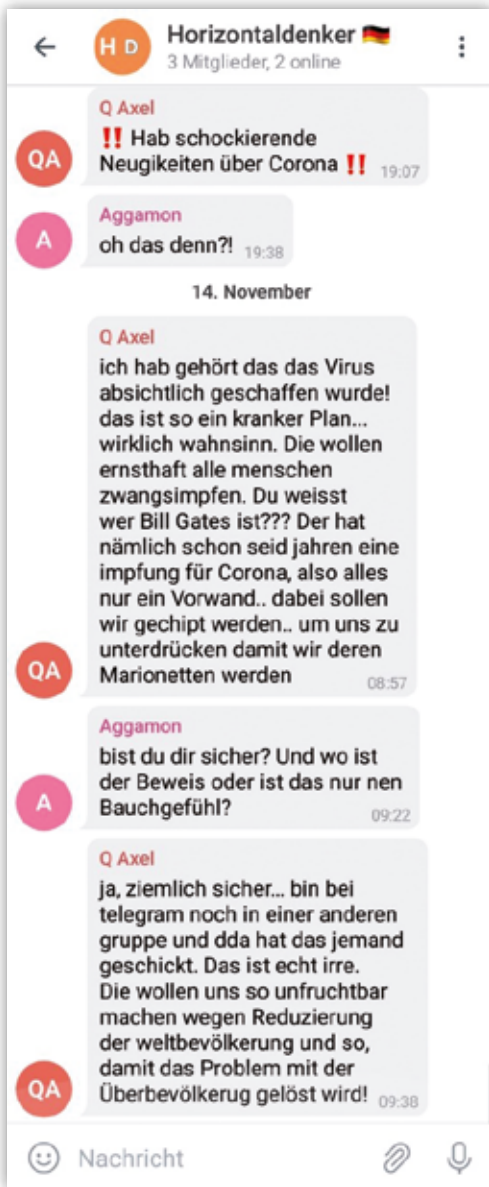 HD
Horizontaldenker 🇩🇪
3 Mitglieder, 2 online
Q Axel
‼️ Hab schockierende
Neugikeiten über Corona ‼️ 19:07
QA
Aggamon
oh das denn?! 19:38
A
14. November
Q Axel
ich hab gehört das das Virus
absichtlich geschaffen wurde!
das ist so ein kranker Plan...
wirklich wahnsinn. Die wollen
ernsthaft alle menschen
zwangsimpfen. Du weisst
wer Bill Gates ist??? Der hat
nämlich schon seid jahren eine
impfung für Corona, also alles
nur ein Vorwand.. dabei sollen
wir gechipt werden.. um uns zu
unterdrücken damit wir deren
Marionetten werden 08:57
QA
Aggamon
bist du dir sicher? Und wo ist
der Beweis oder ist das nur nen
Bauchgefühl? 09:22
A
Q Axel
ja, ziemlich sicher... bin bei
telegram noch in einer anderen
gruppe und dda hat das jemand
geschickt. Das ist echt irre.
Die wollen uns so unfruchtbar
machen wegen Reduzierung
der weltbevölkerung und so,
damit das Problem mit der
Überbevölkerug gelöst wird! 09:38
QA
Nachricht